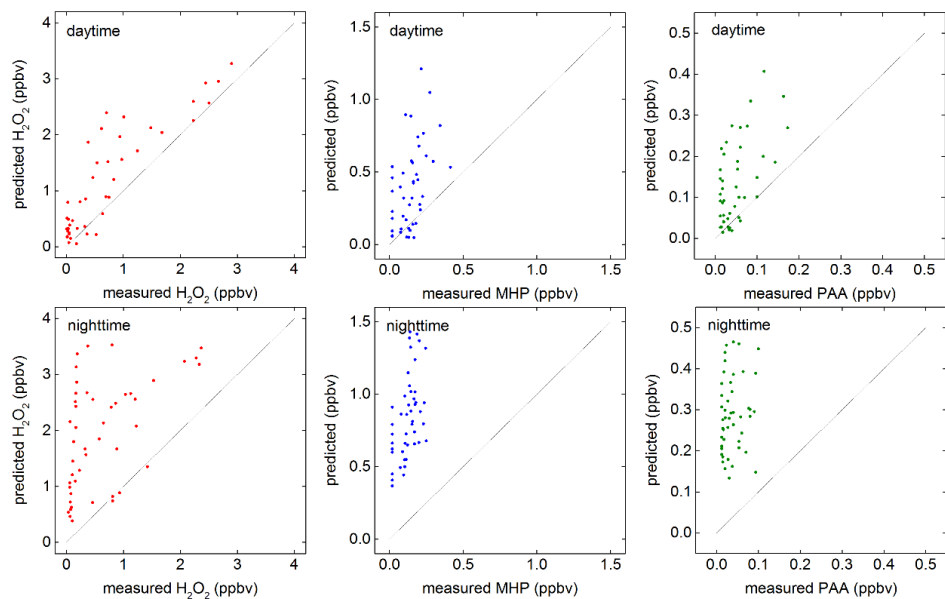 daytime
predicted H₂O₂ (ppbv)
4
3
2
1
0
0 1 2 3 4
measured H₂O₂ (ppbv)
daytime
predicted (ppbv)
1.5
1.0
0.5
0.0
0.0 0.5 1.0 1.5
measured MHP (ppbv)
daytime
predicted (ppbv)
0.5
0.4
0.3
0.2
0.1
0.0
0.0 0.1 0.2 0.3 0.4 0.5
measured PAA (ppbv)
nighttime
predicted H₂O₂ (ppbv)
4
3
2
1
0
0 1 2 3 4
measured H₂O₂ (ppbv)
nighttime
predicted (ppbv)
1.5
1.0
0.5
0.0
0.0 0.5 1.0 1.5
measured MHP (ppbv)
nighttime
predicted (ppbv)
0.5
0.4
0.3
0.2
0.1
0.0
0.0 0.1 0.2 0.3 0.4 0.5
measured PAA (ppbv)